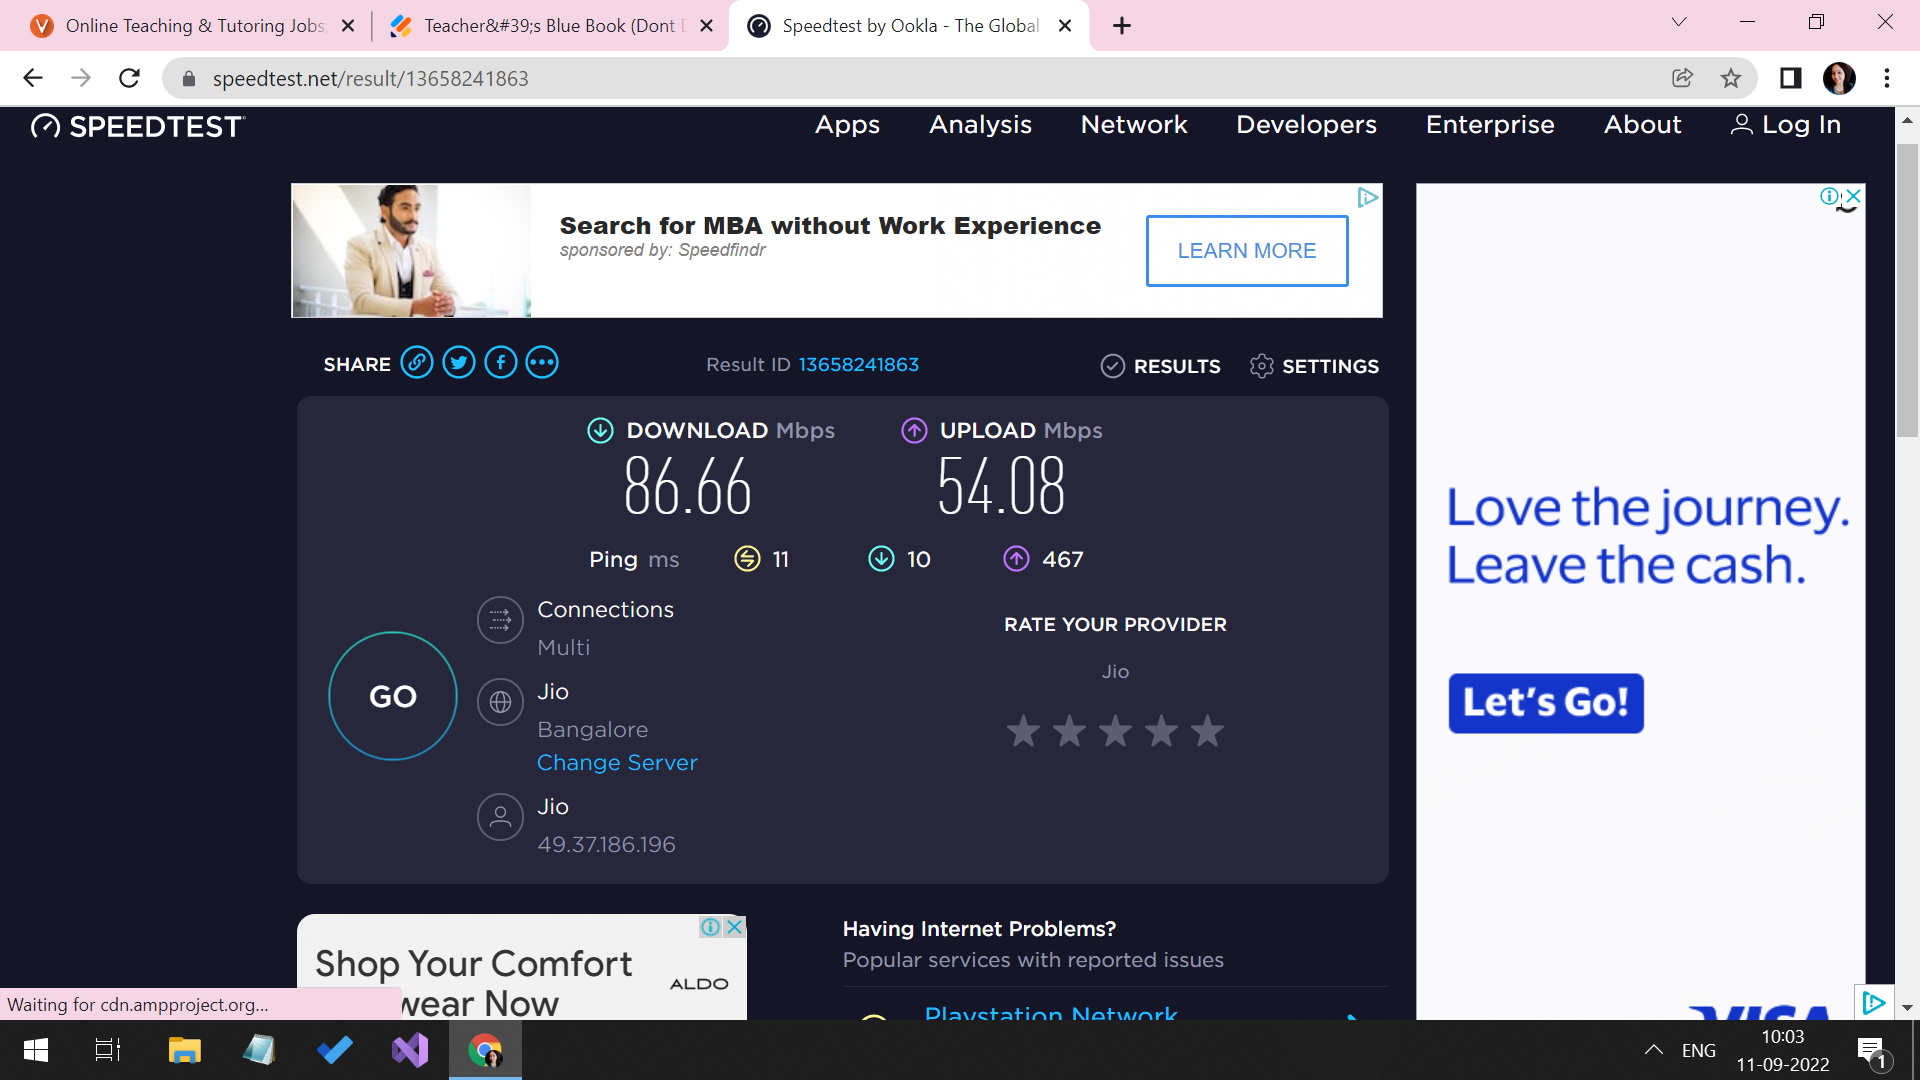 Online Teaching & Tutoring Jobs,
Teacher&#39;s Blue Book (Dont D
Speedtest by Ookla - The Global
speedtest.net/result/13658241863
SPEEDTEST
Apps
Analysis
Network
Developers
Enterprise
About
Log In
Search for MBA without Work Experience
sponsored by: Speedfindr
LEARN MORE
SHARE
Result ID 13658241863
RESULTS
SETTINGS
DOWNLOAD Mbps
86.66
UPLOAD Mbps
54.08
Ping ms
11
10
467
GO
Connections
Multi
Jio
Bangalore
Change Server
Jio
49.37.186.196
RATE YOUR PROVIDER
Jio
Love the journey.
Leave the cash.
Let's Go!
VISA
Shop Your Comfort
wear Now
ALDO
Having Internet Problems?
Popular services with reported issues
Playstation Network
Waiting for cdn.ampproject.org...
ENG
10:03
11-09-2022
1